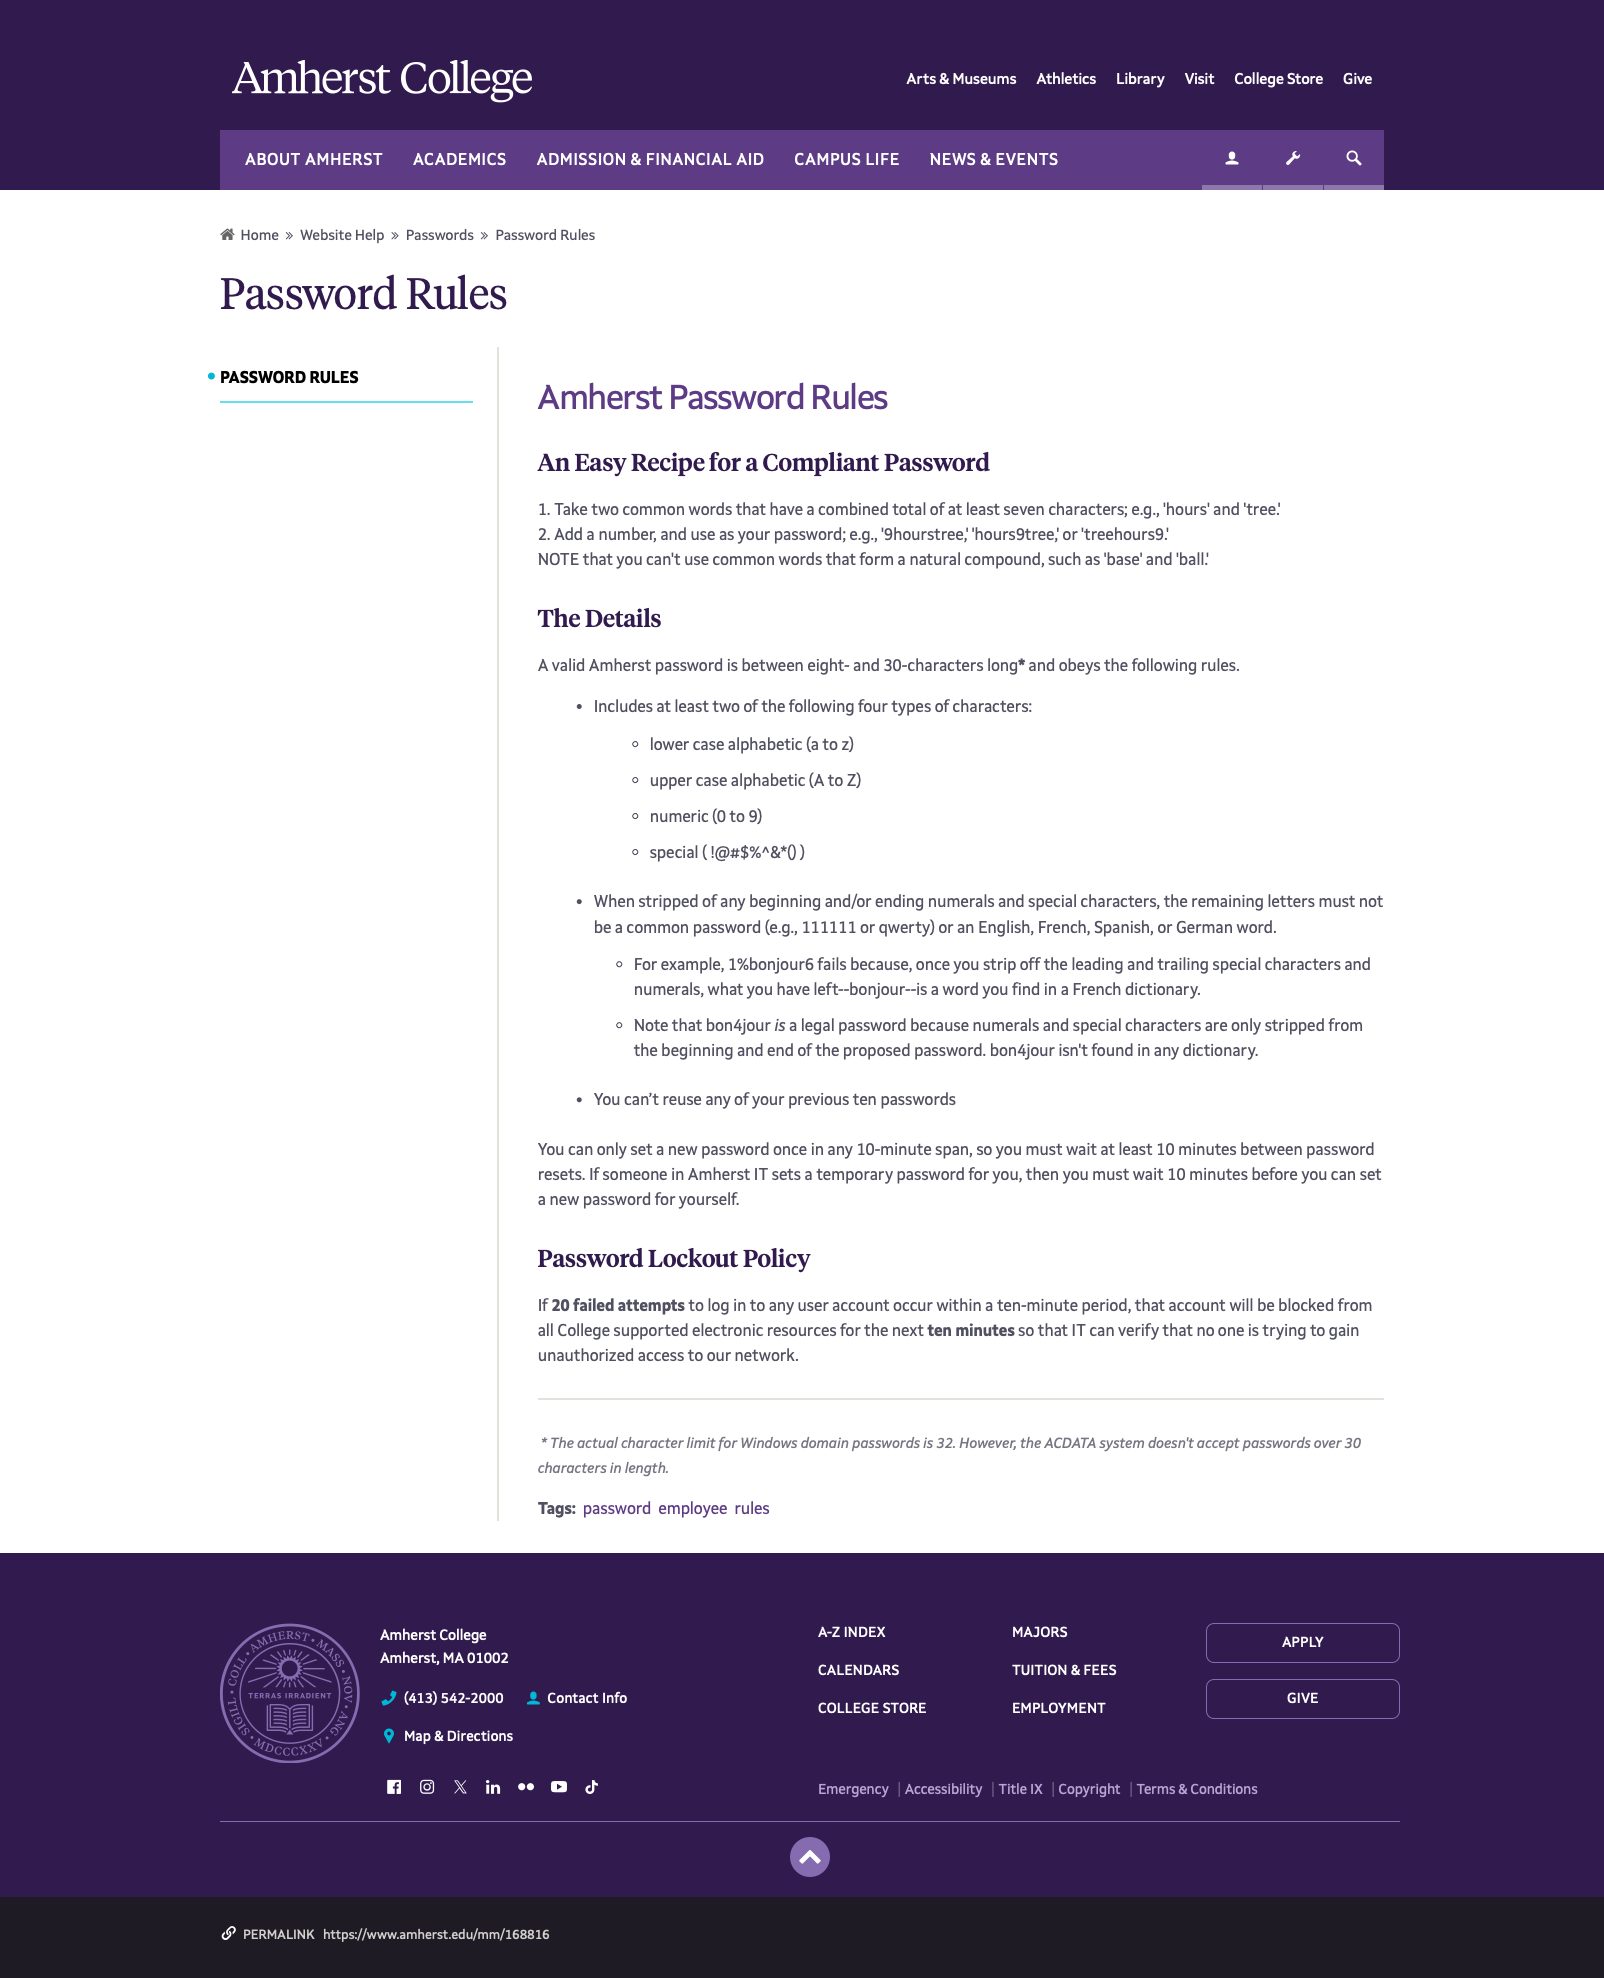 Amherst College
Arts & Museums Athletics Library Visit College Store Give
ABOUT AMHERST ACADEMICS ADMISSION & FINANCIAL AID CAMPUS LIFE NEWS & EVENTS
Home » Website Help » Passwords » Password Rules
Password Rules
PASSWORD RULES
Amherst Password Rules
An Easy Recipe for a Compliant Password
1. Take two common words that have a combined total of at least seven characters; e.g., 'hours' and 'tree.'
2. Add a number, and use as your password; e.g., '9hourstree,' 'hours9tree,' or 'treehours9.'
NOTE that you can't use common words that form a natural compound, such as 'base' and 'ball.'
The Details
A valid Amherst password is between eight- and 30-characters long* and obeys the following rules.
• Includes at least two of the following four types of characters:
◦ lower case alphabetic (a to z)
◦ upper case alphabetic (A to Z)
◦ numeric (0 to 9)
◦ special ( !@#$%^&*() )
• When stripped of any beginning and/or ending numerals and special characters, the remaining letters must not
be a common password (e.g., 111111 or qwerty) or an English, French, Spanish, or German word.
◦ For example, 1%bonjour6 fails because, once you strip off the leading and trailing special characters and
numerals, what you have left--bonjour--is a word you find in a French dictionary.
◦ Note that bon4jour is a legal password because numerals and special characters are only stripped from
the beginning and end of the proposed password. bon4jour isn't found in any dictionary.
• You can’t reuse any of your previous ten passwords
You can only set a new password once in any 10-minute span, so you must wait at least 10 minutes between password
resets. If someone in Amherst IT sets a temporary password for you, then you must wait 10 minutes before you can set
a new password for yourself.
Password Lockout Policy
If 20 failed attempts to log in to any user account occur within a ten-minute period, that account will be blocked from
all College supported electronic resources for the next ten minutes so that IT can verify that no one is trying to gain
unauthorized access to our network.
* The actual character limit for Windows domain passwords is 32. However, the ACDATA system doesn't accept passwords over 30
characters in length.
Tags: password employee rules
SIGILL • COLL • AMHERST • MASS • NOV • ANG • MDCCCXXV
TERRAS IRRADIENT
Amherst College
Amherst, MA 01002
(413) 542-2000 Contact Info
Map & Directions
A-Z INDEX
CALENDARS
COLLEGE STORE
MAJORS
TUITION & FEES
EMPLOYMENT
APPLY
GIVE
Emergency | Accessibility | Title IX | Copyright | Terms & Conditions
PERMALINK https://www.amherst.edu/mm/168816